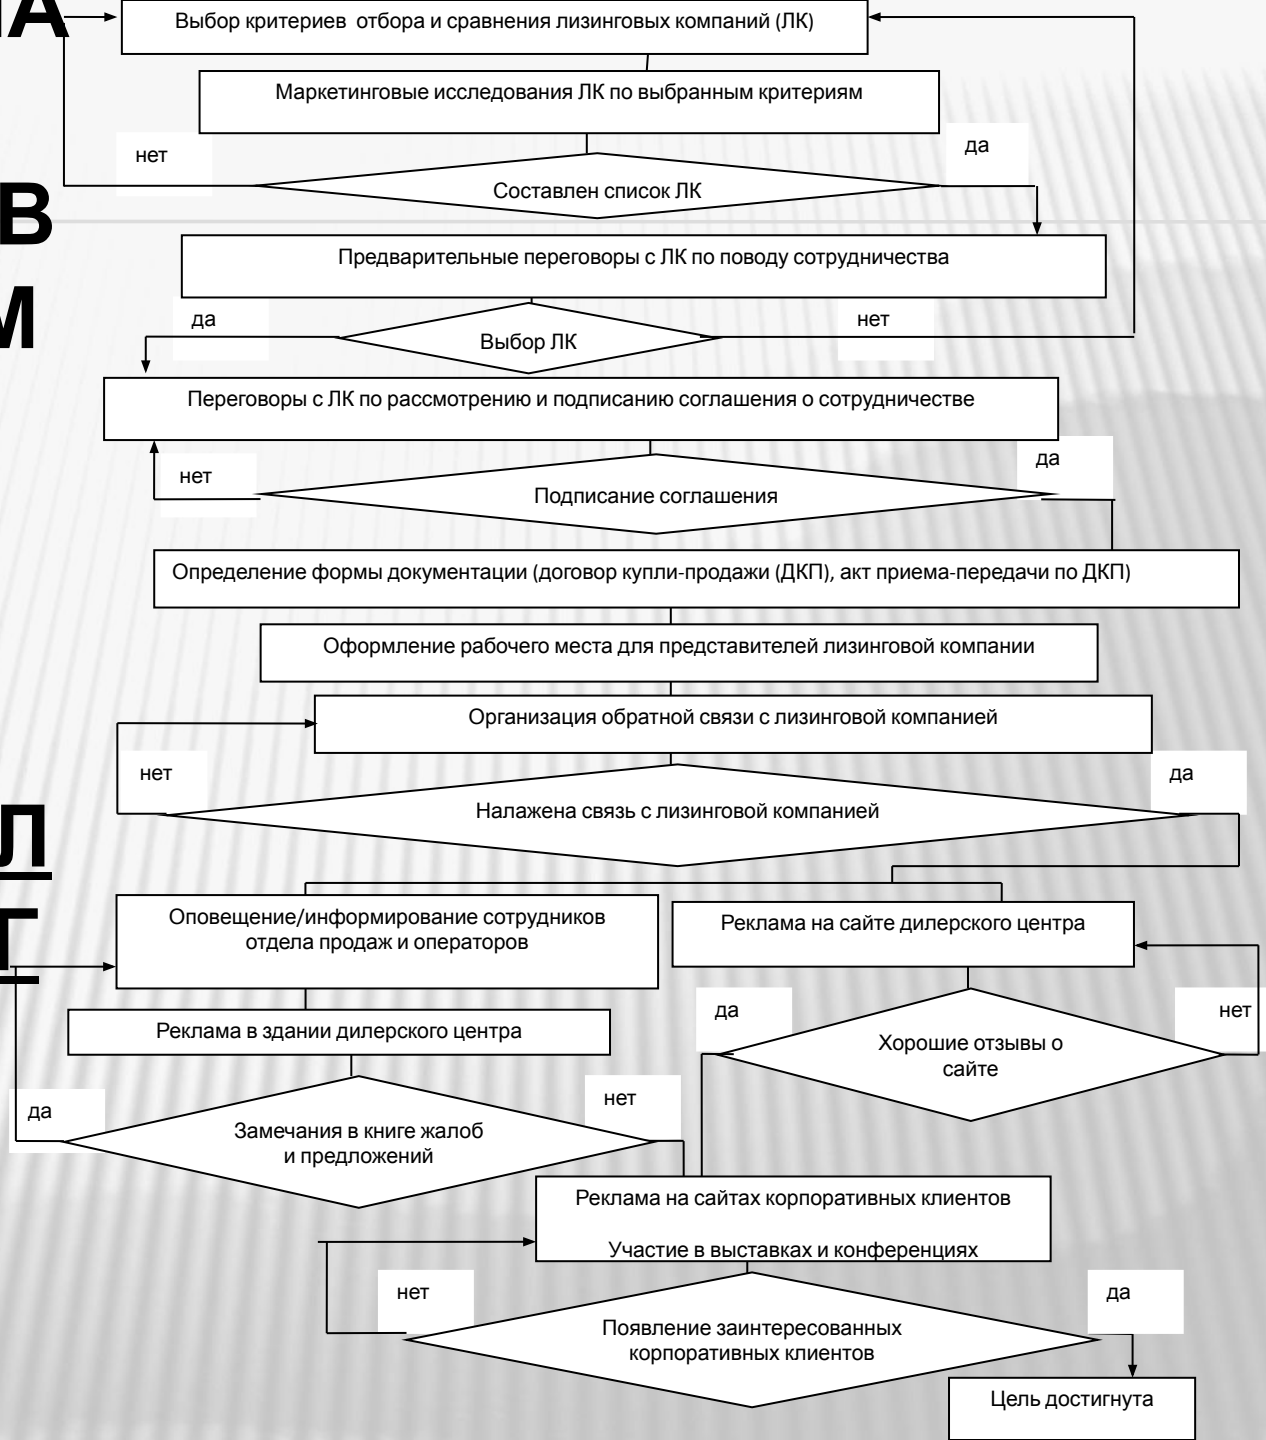 ПА
Выбор критериев отбора и сравнения лизинговых компаний (ЛК)
Маркетинговые исследования ЛК по выбранным критериям
нет
да
Составлен список ЛК
В
Предварительные переговоры с ЛК по поводу сотрудничества
М
да
нет
Выбор ЛК
Переговоры с ЛК по рассмотрению и подписанию соглашения о сотрудничестве
нет
да
Подписание соглашения
Определение формы документации (договор купли-продажи (ДКП), акт приема-передачи по ДКП)
Оформление рабочего места для представителей лизинговой компании
Организация обратной связи с лизинговой компанией
нет
да
Налажена связь с лизинговой компанией
Л
Г
Оповещение/информирование сотрудников
отдела продаж и операторов
Реклама на сайте дилерского центра
да
нет
Реклама в здании дилерского центра
Хорошие отзывы о
сайте
да
нет
Замечания в книге жалоб
и предложений
Реклама на сайтах корпоративных клиентов
Участие в выставках и конференциях
нет
да
Появление заинтересованных
корпоративных клиентов
Цель достигнута